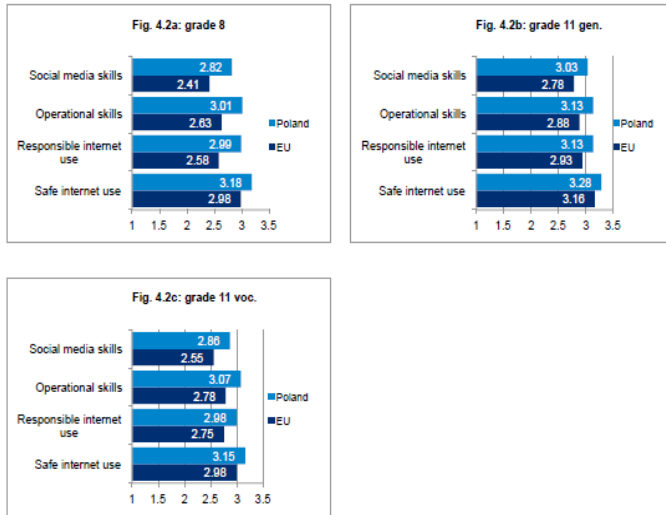 Fig. 4.2a: grade 8
Social media skills
2.82
2.41
Operational skills
3.01
2.63
Responsible internet
use
2.99
2.58
Safe internet use
3.18
2.98
Poland
EU
1 1.5 2 2.5 3 3.5
Fig. 4.2b: grade 11 gen.
Social media skills
3.03
2.78
Operational skills
3.13
2.88
Responsible internet
use
3.13
2.93
Safe internet use
3.28
3.16
Poland
EU
1 1.5 2 2.5 3 3.5
Fig. 4.2c: grade 11 voc.
Social media skills
2.86
2.55
Operational skills
3.07
2.78
Responsible internet
use
2.98
2.75
Safe internet use
3.15
2.98
Poland
EU
1 1.5 2 2.5 3 3.5